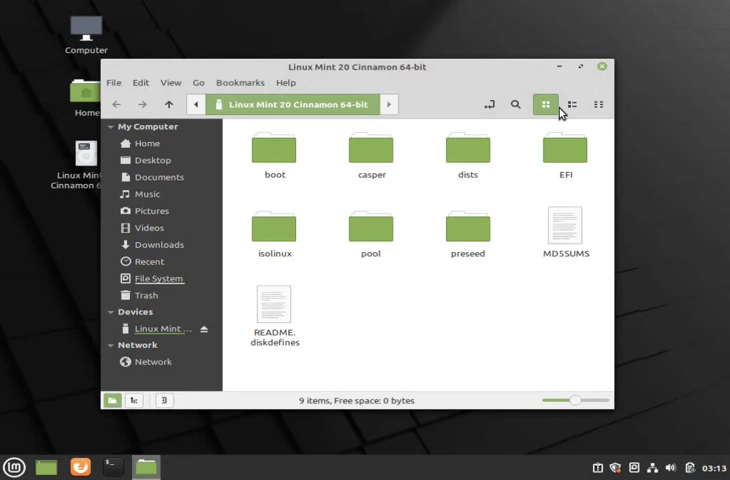 Computer
Home
Linux Mint
Cinnamon 6
Linux Mint 20 Cinnamon 64-bit
File Edit View Go Bookmarks Help
Linux Mint 20 Cinnamon 64-bit
My Computer
Home
Desktop
Documents
Music
Pictures
Videos
Downloads
Recent
File System
Trash
Devices
Linux Mint ...
Network
Network
boot
casper
dists
EFI
isolinux
pool
preseed
MD5SUMS
README.
diskdefines
9 items, Free space: 0 bytes
03:13